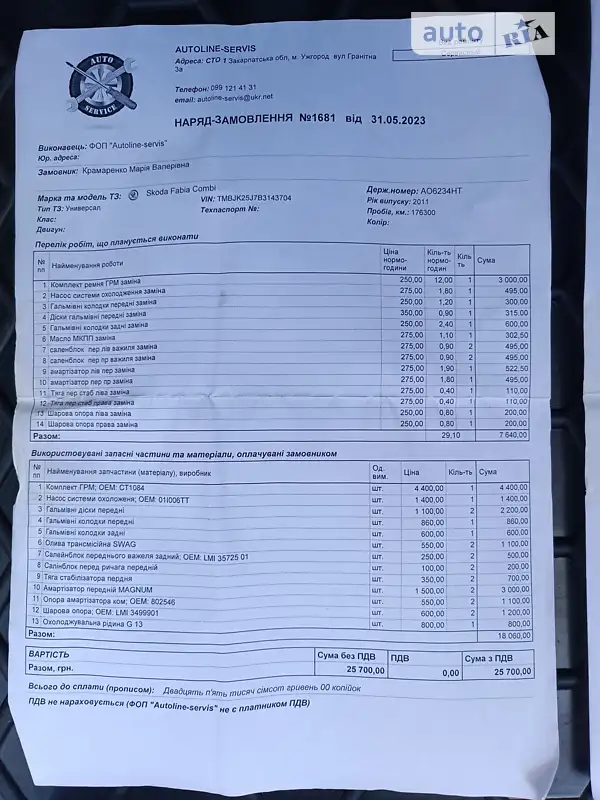 auto RIA
AUTO
SERVICE
AUTOLINE-SERVIS
Адреса: СТО 1 Закарпатська обл, м. Ужгород вул Гранітна
3а
Телефон: 099 121 41 31
email: autoline-servis@ukr.net
НАРЯД-ЗАМОВЛЕННЯ №1681 від 31.05.2023
Виконавець: ФОП "Autoline-servis"
Юр. адреса:
Замовник: Крамаренко Марія Валеріївна
Марка та модель ТЗ: Skoda Fabia Combi
Тип ТЗ: Универсал
Клас:
Двигун:
VIN: TMBJK25J7B3143704
Техпаспорт №:
Держ.номер: АО6234НТ
Рік випуску: 2011
Пробіг, км.: 176300
Колір:
Перелік робіт, що планується виконати
№ пп Найменування роботи Ціна нормо-години Кіль-ть нормо-годин Кіль ть Сума
1 Комплект ремня ГРМ заміна 250,00 12,00 1 3 000,00
2 Насос системи охолодження заміна 275,00 1,80 1 495,00
3 Гальмівні колодки передні заміна 250,00 1,20 1 300,00
4 Діски гальмівні передні заміна 350,00 0,90 1 315,00
5 Гальмівні колодки задні заміна 250,00 2,40 1 600,00
6 Масло МКПП заміна 275,00 1,10 1 302,50
7 саленблок пер лів важиля заміна 275,00 0,90 2 495,00
8 саленблок пер пр важиля заміна 275,00 0,90 2 495,00
9 амартізатор лів пер заміна 275,00 1,90 1 522,50
10 амартізатор пер пр заміна 275,00 1,80 1 495,00
11 Тяга пер стаб ліва заміна 275,00 0,40 1 110,00
12 Тяга пер стаб права заміна 275,00 0,40 1 110,00
13 Шарова опора ліва заміна 250,00 0,80 1 200,00
14 Шарова опора права заміна 250,00 0,80 1 200,00
Разом: 29,10 7 640,00
Використовувані запасні частини та матеріали, оплачувані замовником
№ пп Найменування запчастини (матеріалу), виробник Од. вим. Ціна Кіль-ть Сума
1 Комплект ГРМ; OEM: CT1084 шт. 4 400,00 1 4 400,00
2 Насос системи охоложеня; OEM: 01I006TT шт. 1 400,00 1 1 400,00
3 Гальмівні діски передні шт. 1 100,00 2 2 200,00
4 Гальмівні колодки передні шт. 860,00 1 860,00
5 Гальмівні колодки задні шт. 600,00 1 600,00
6 Олива трансмісійна SWAG шт. 550,00 2 1 100,00
7 Салейнблок переднього важеля задний; OEM: LMI 35725 01 шт. 250,00 2 500,00
8 Салінблок перед ричага передній шт. 100,00 2 200,00
9 Тяга стабілізатора пердня шт. 350,00 2 700,00
10 Амартізатор передній MAGNUM шт. 1 500,00 2 3 000,00
11 Опора амартізатора ком; OEM: 802546 шт. 550,00 2 1 100,00
12 Шарова опора; OEM: LMI 3499901 шт. 600,00 2 1 200,00
13 Охолоджувальна рідина G 13 шт. 800,00 1 800,00
Разом: 18 060,00
ВАРТІСТЬ Сума без ПДВ ПДВ Сума з ПДВ
Разом, грн. 25 700,00 0,00 25 700,00
Всього до сплати (прописом): Двадцять п'ять тисяч сімсот гривень 00 копійок
ПДВ не нараховується (ФОП "Autoline-servis" не є платником ПДВ)